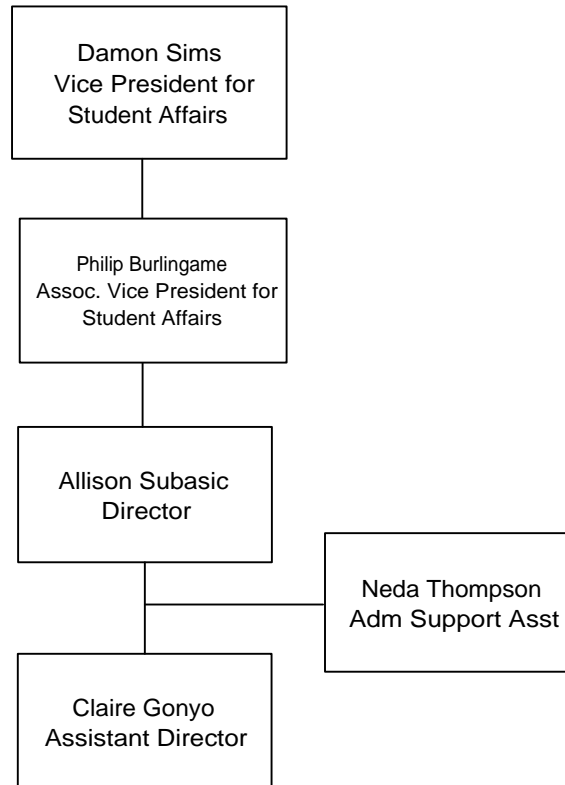 Damon Sims
Vice President for
Student Affairs
Philip Burlingame
Assoc. Vice President for
Student Affairs
Allison Subasic
Director
Neda Thompson
Adm Support Asst
Claire Gonyo
Assistant Director